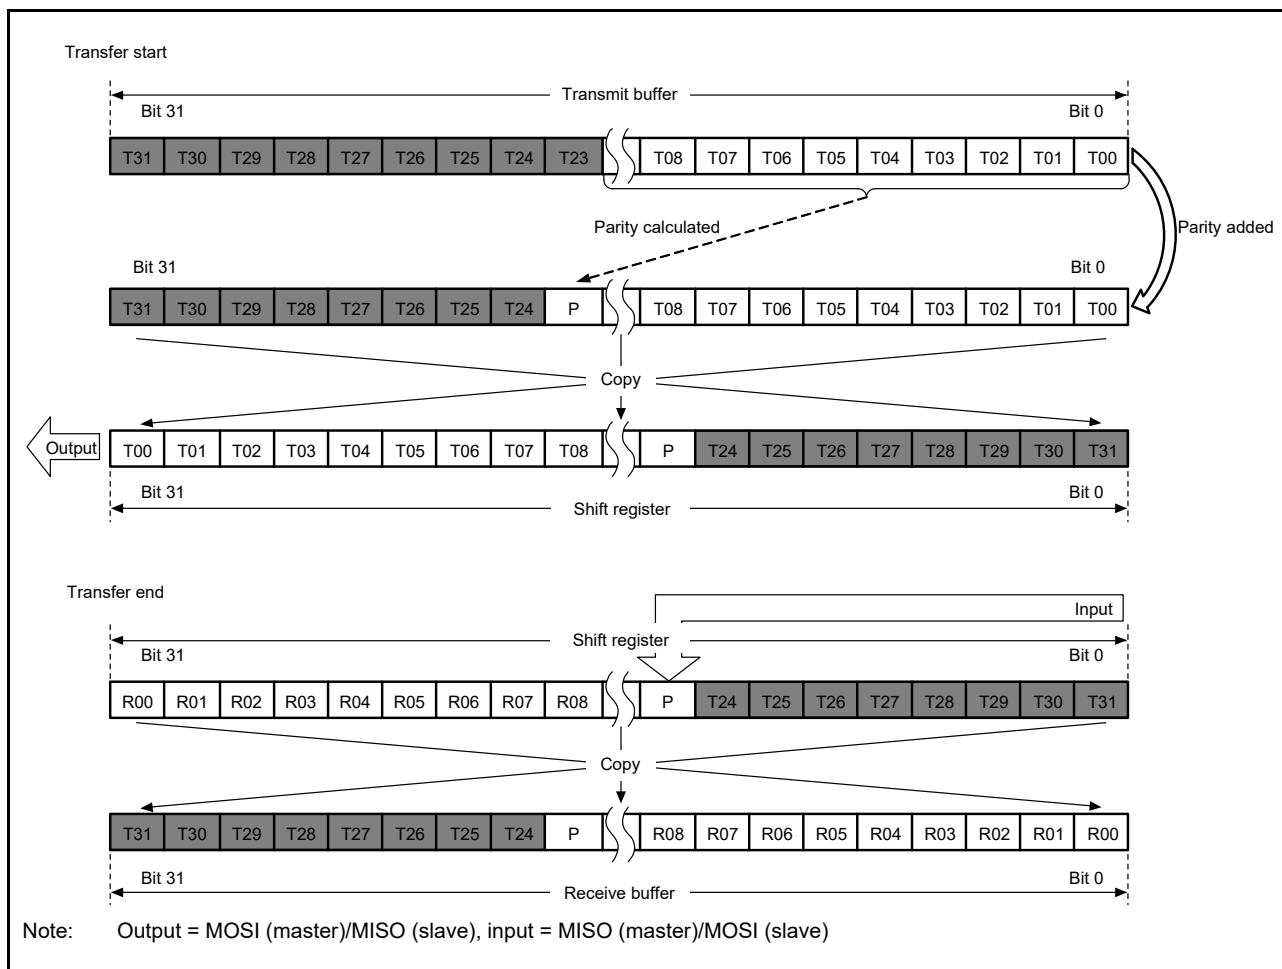 Transfer start
Transmit buffer
Bit 31 Bit 0
T31 T30 T29 T28 T27 T26 T25 T24 T23 T08 T07 T06 T05 T04 T03 T02 T01 T00
Parity calculated Parity added
Bit 31 Bit 0
T31 T30 T29 T28 T27 T26 T25 T24 P T08 T07 T06 T05 T04 T03 T02 T01 T00
Copy
Output T00 T01 T02 T03 T04 T05 T06 T07 T08 P T24 T25 T26 T27 T28 T29 T30 T31
Bit 31 Bit 0
Shift register
Transfer end
Input
Shift register
Bit 31 Bit 0
R00 R01 R02 R03 R04 R05 R06 R07 R08 P T24 T25 T26 T27 T28 T29 T30 T31
Copy
T31 T30 T29 T28 T27 T26 T25 T24 P R08 R07 R06 R05 R04 R03 R02 R01 R00
Bit 31 Bit 0
Receive buffer
Note: Output = MOSI (master)/MISO (slave), input = MISO (master)/MOSI (slave)